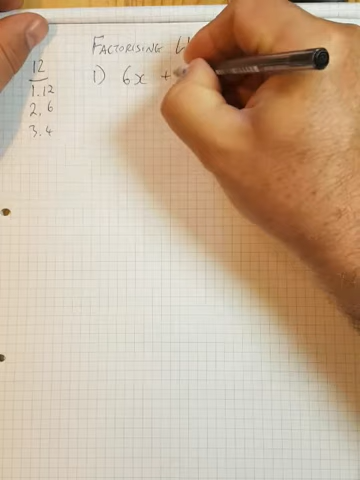 12
1.12
2.6
3.4
FACTORISING
1) 6x +